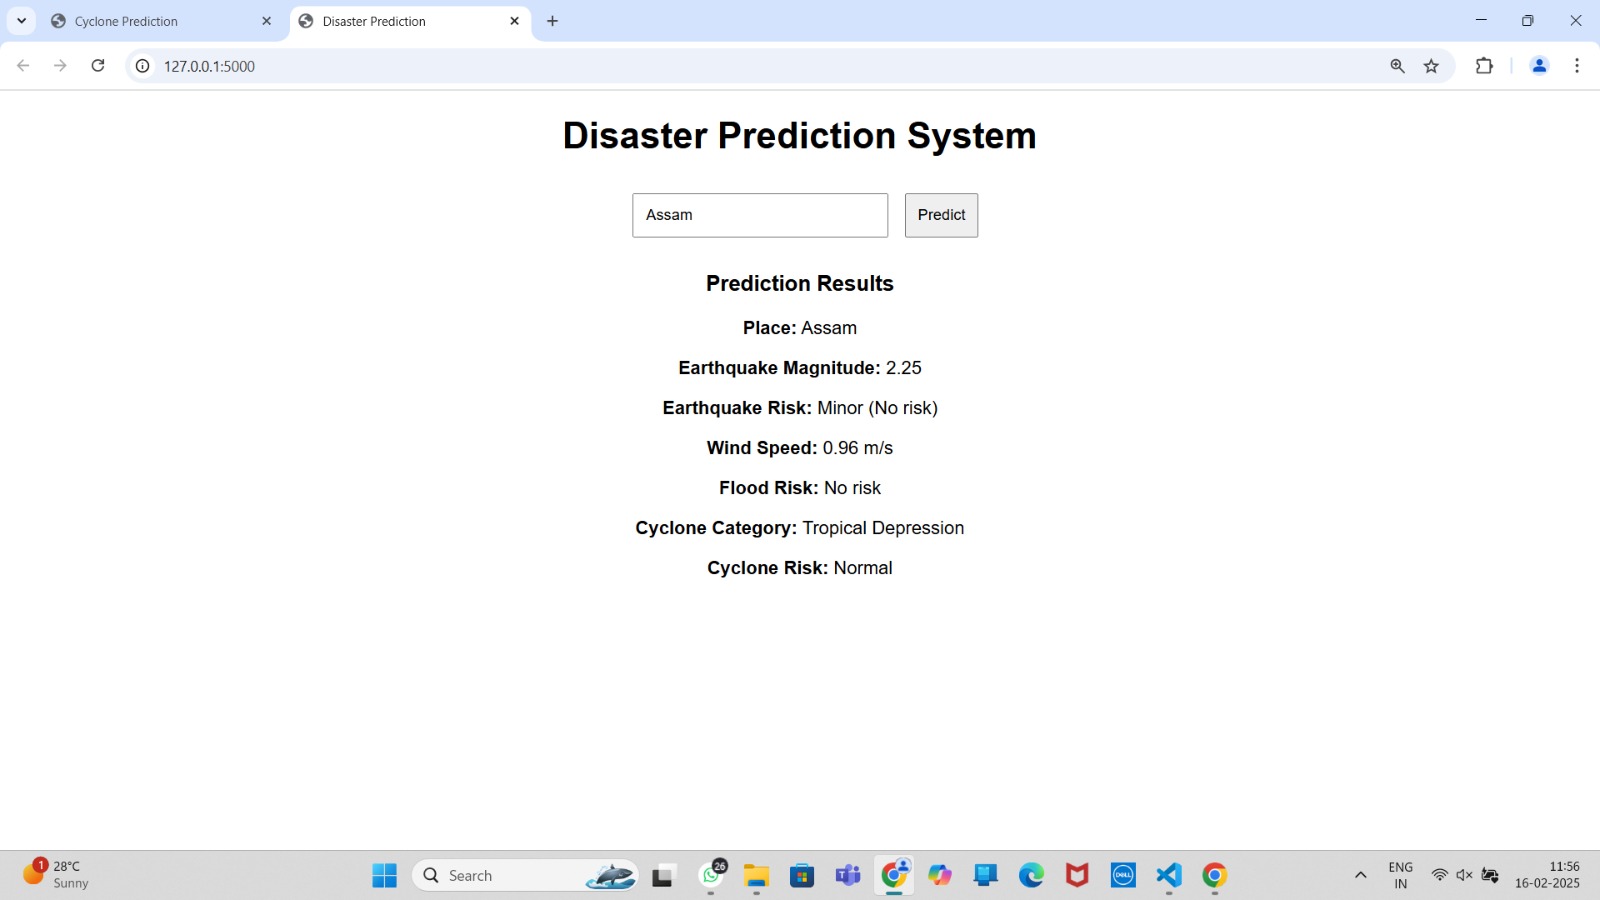 Cyclone Prediction
Disaster Prediction
127.0.0.1:5000
Disaster Prediction System
Assam
Predict
Prediction Results
Place: Assam
Earthquake Magnitude: 2.25
Earthquake Risk: Minor (No risk)
Wind Speed: 0.96 m/s
Flood Risk: No risk
Cyclone Category: Tropical Depression
Cyclone Risk: Normal
1
28°C
Sunny
Search
26
DELL
ENG
IN
11:56
16-02-2025